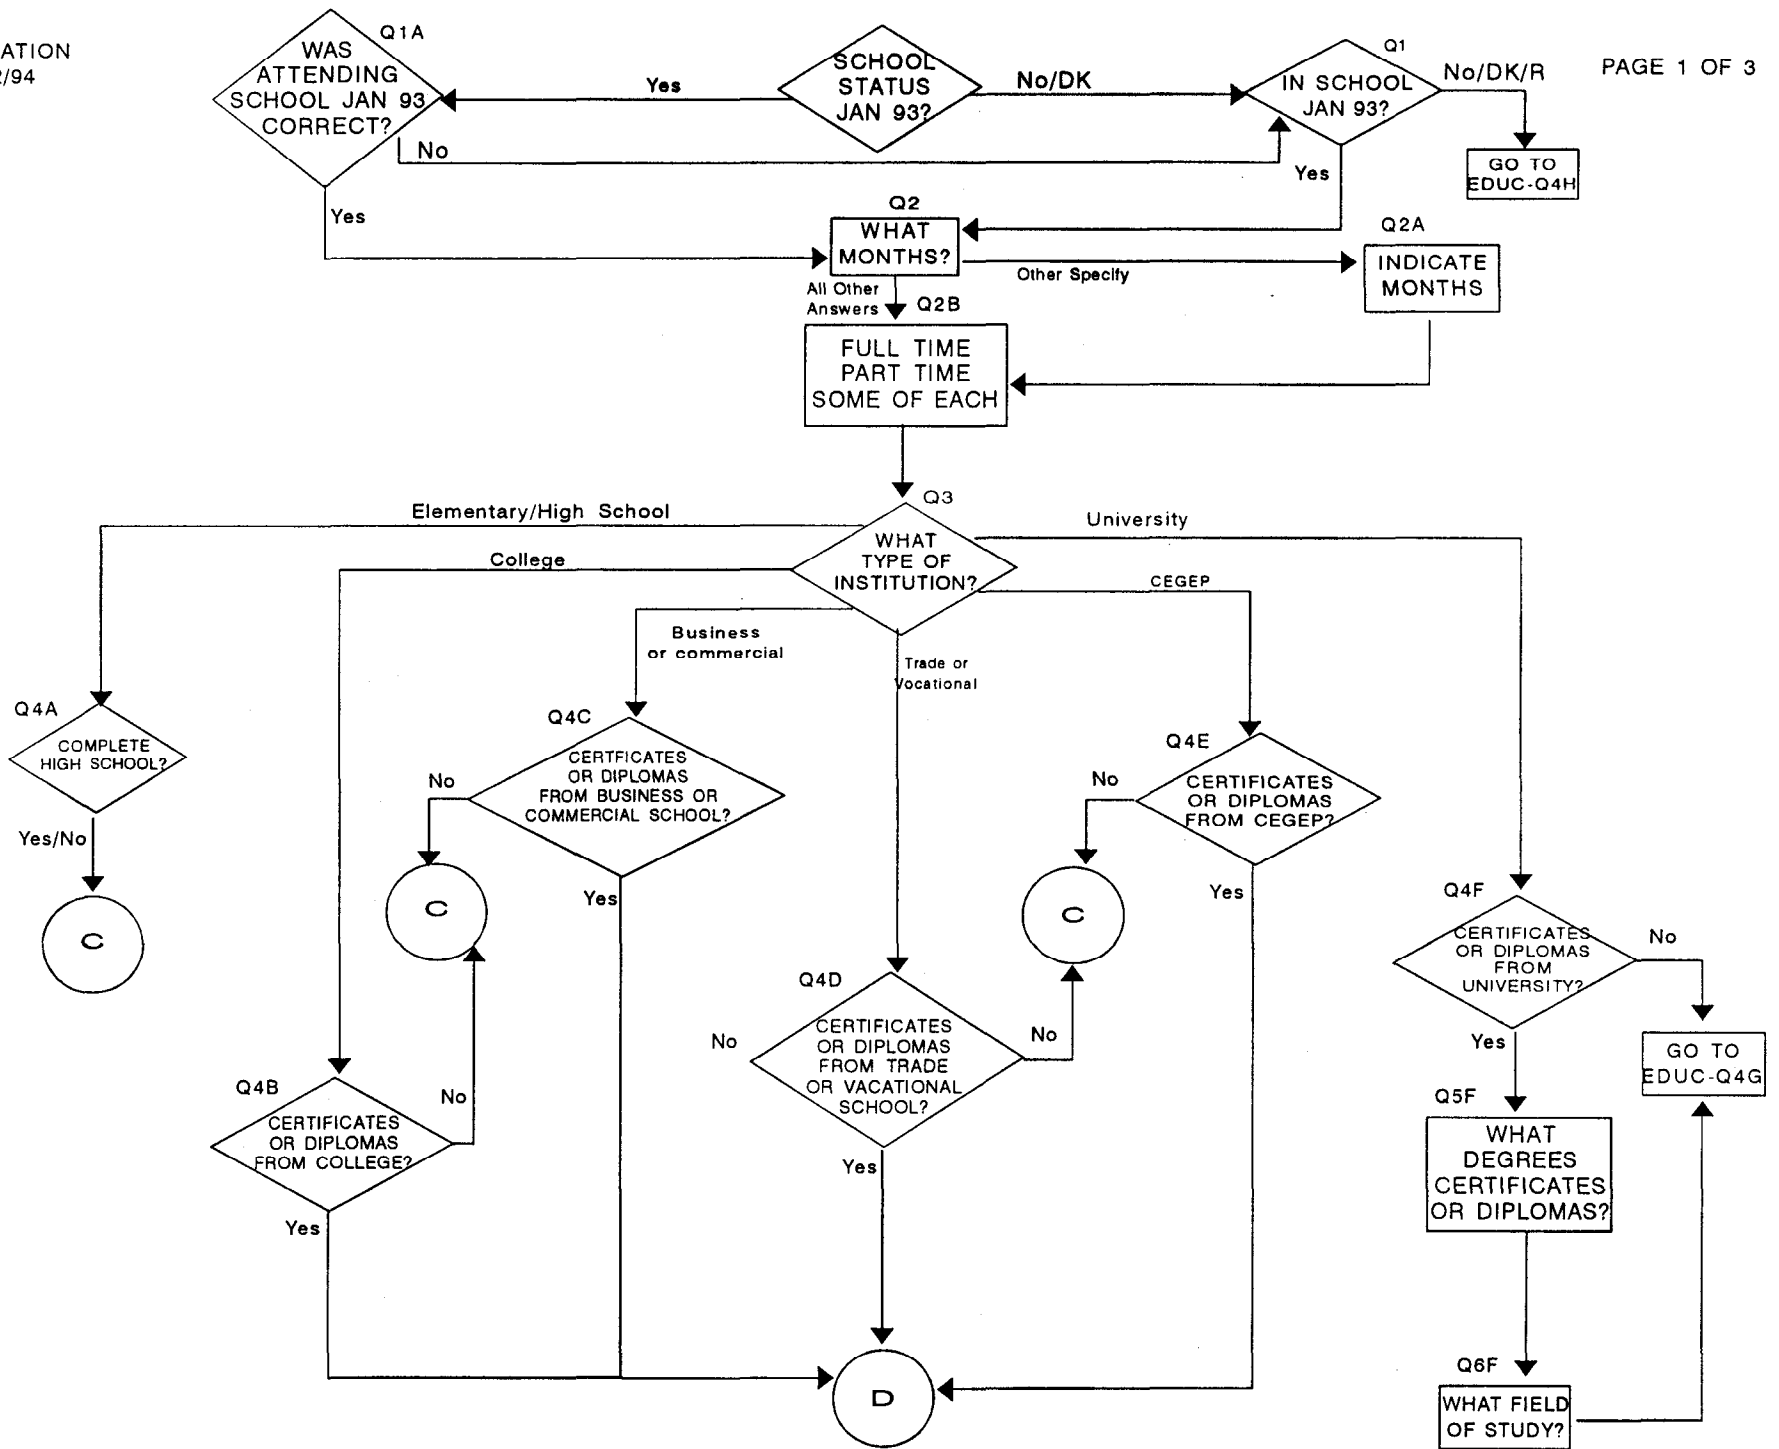 ATION
2/94
PAGE 1 OF 3
Q1A
WAS
ATTENDING
SCHOOL JAN 93
CORRECT?
Yes
SCHOOL
STATUS
JAN 93?
No/DK
Q1
IN SCHOOL
JAN 93?
No/DK/R
GO TO
EDUC-Q4H
No
Yes
Yes
Q2
WHAT
MONTHS?
Other Specify
Q2A
INDICATE
MONTHS
All Other
Answers
Q2B
FULL TIME
PART TIME
SOME OF EACH
Q3
WHAT
TYPE OF
INSTITUTION?
Elementary/High School
College
Business
or commercial
Trade or
Vocational
CEGEP
University
Q4A
COMPLETE
HIGH SCHOOL?
Yes/No
C
Q4C
CERTFICATES
OR DIPLOMAS
FROM BUSINESS OR
COMMERCIAL SCHOOL?
No
C
Yes
Q4E
CERTIFICATES
OR DIPLOMAS
FROM CEGEP?
No
C
Yes
Q4F
CERTIFICATES
OR DIPLOMAS
FROM
UNIVERSITY?
No
Yes
GO TO
EDUC-Q4G
Q4D
CERTIFICATES
OR DIPLOMAS
FROM TRADE
OR VACATIONAL
SCHOOL?
No
No
Yes
Q4B
CERTIFICATES
OR DIPLOMAS
FROM COLLEGE?
No
Yes
Q5F
WHAT
DEGREES
CERTIFICATES
OR DIPLOMAS?
D
Q6F
WHAT FIELD
OF STUDY?